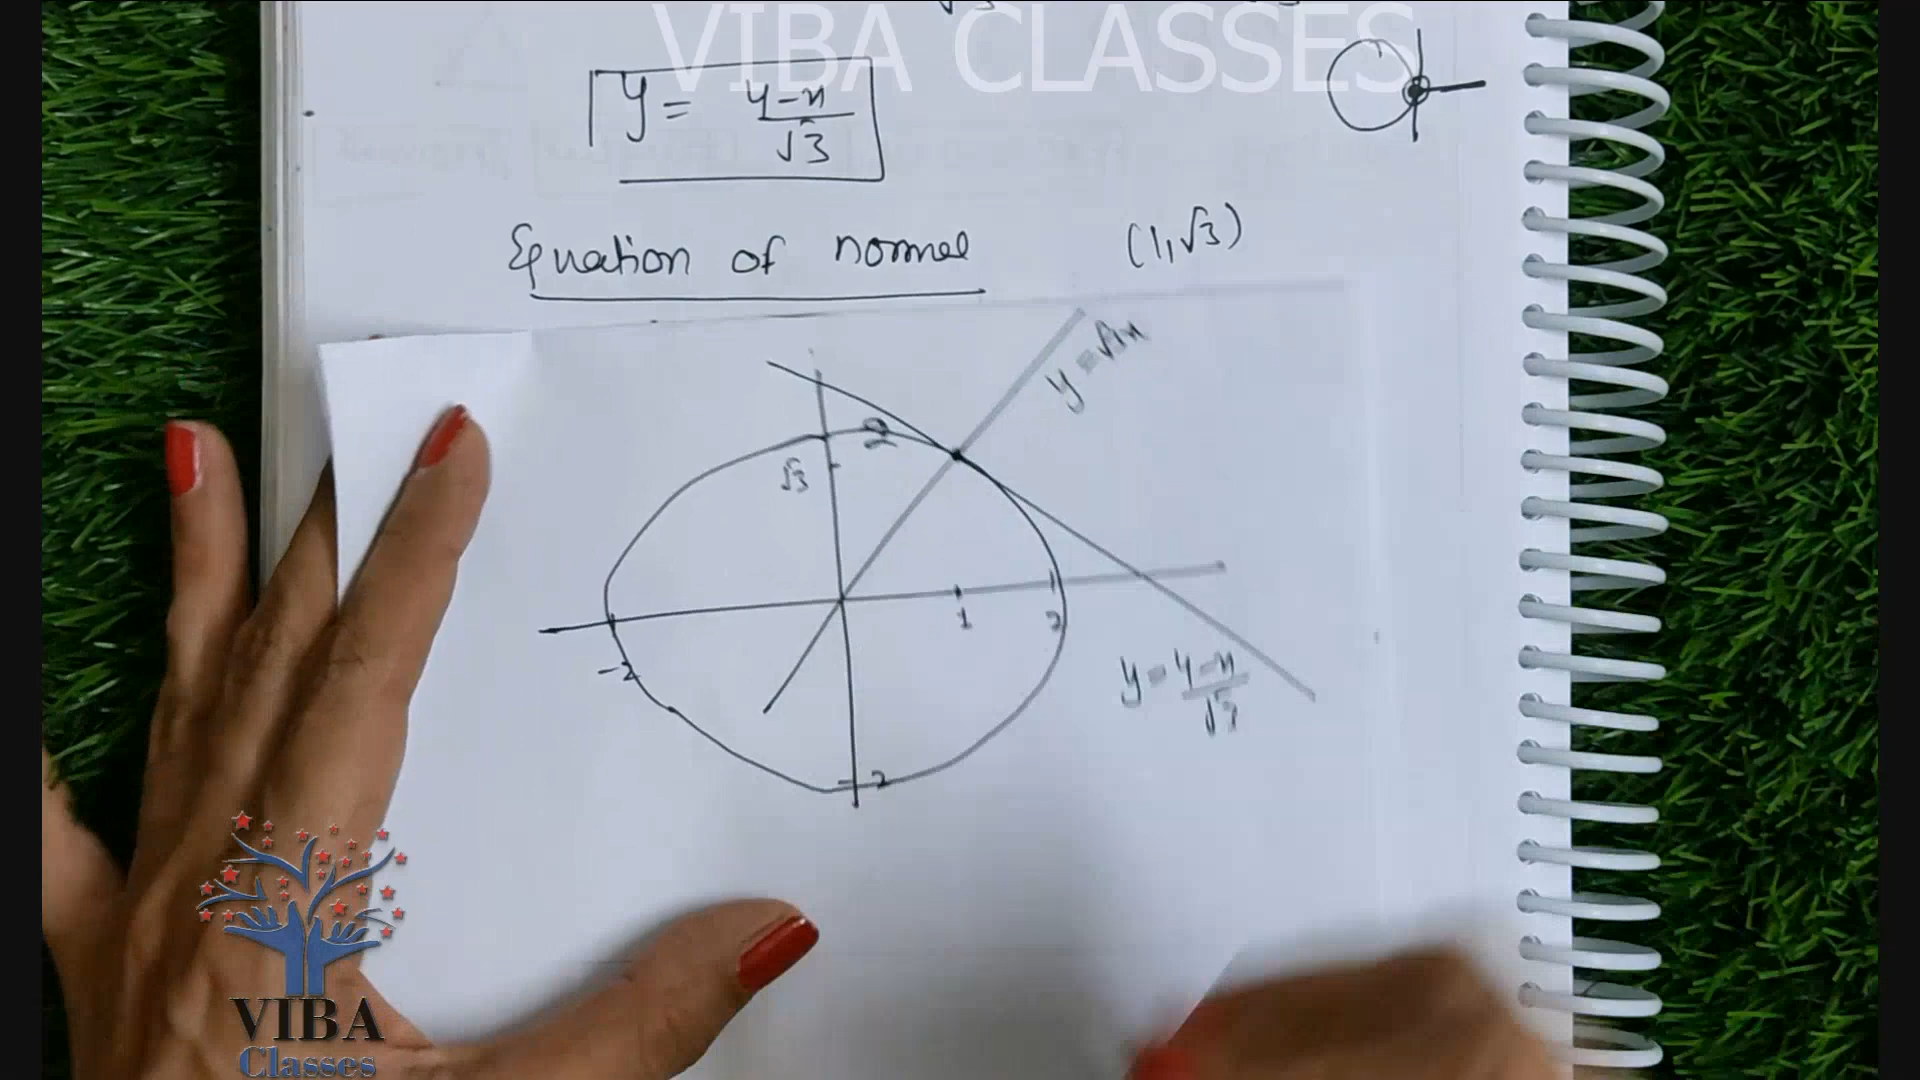 VIBA CLASSES
y = 4-x/√3
Equation of normal (1,√3)
y = √3x
2
√3
1
2
-2
y = 4-x/√3
-2
VIBA
Classes